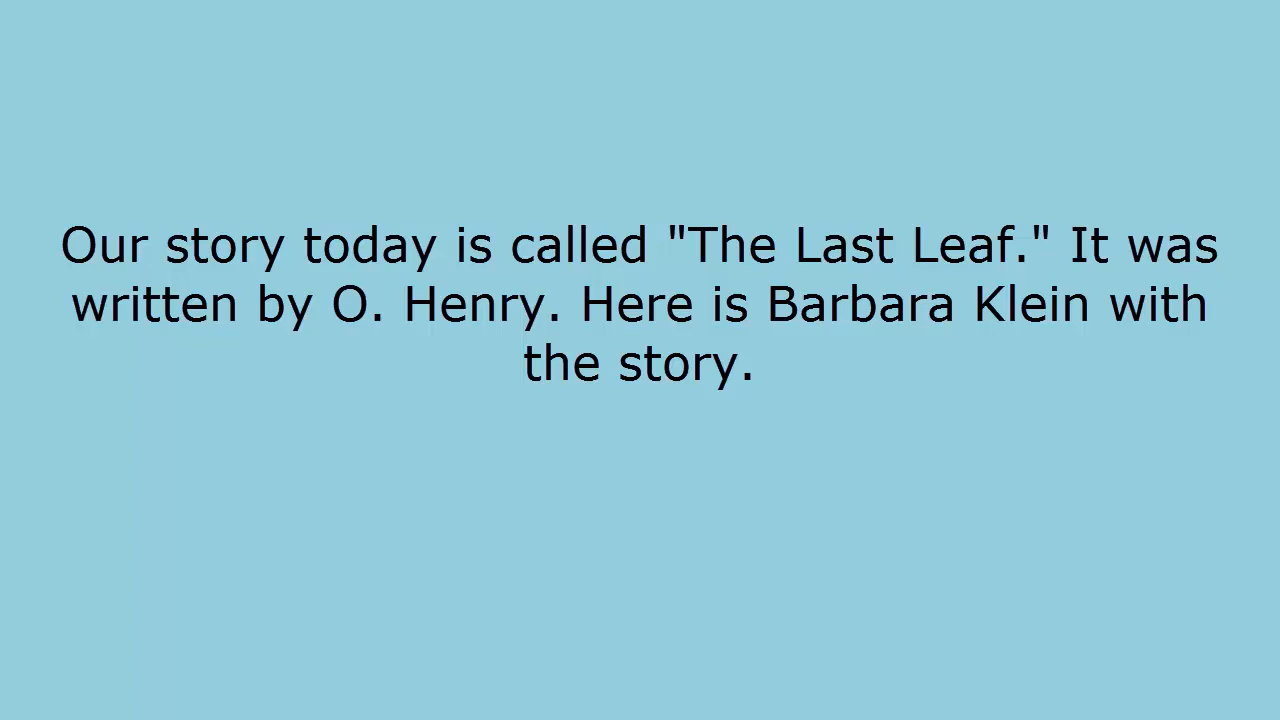 Our story today is called "The Last Leaf." It was
written by O. Henry. Here is Barbara Klein with
the story.